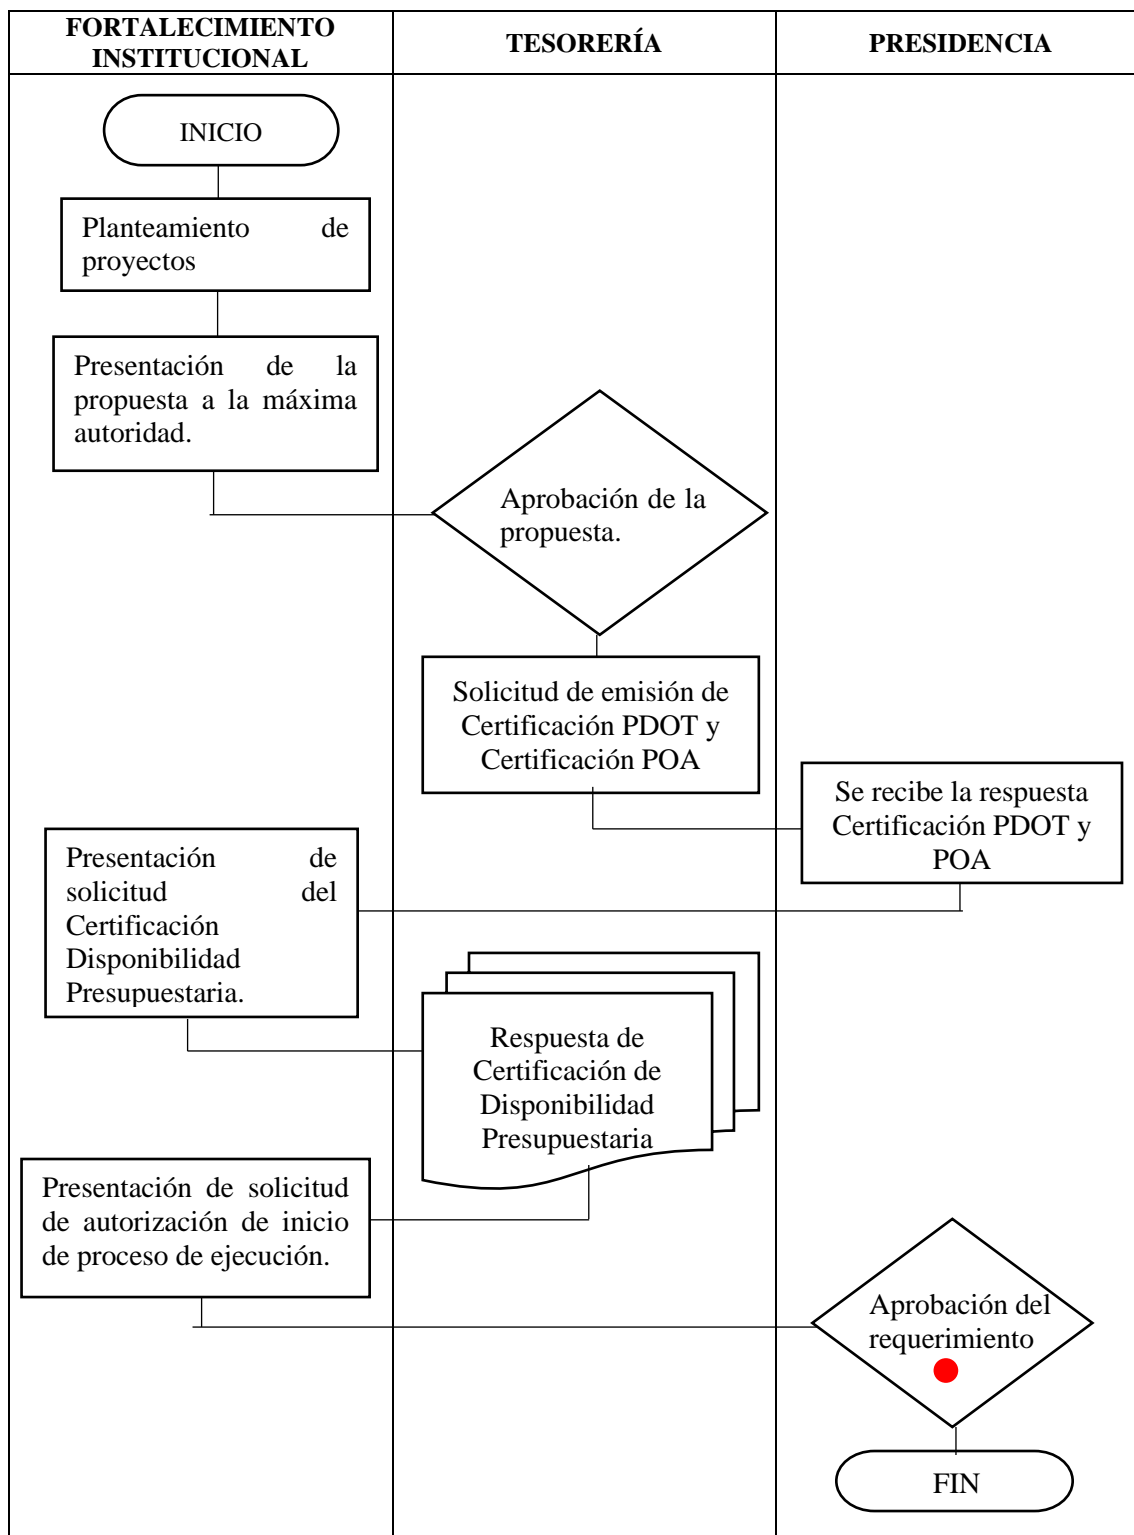 FORTALECIMIENTO
INSTITUCIONAL
TESORERÍA
PRESIDENCIA
INICIO
Planteamiento de
proyectos
Presentación de la
propuesta a la máxima
autoridad.
Aprobación de la
propuesta.
Solicitud de emisión de
Certificación PDOT y
Certificación POA
Se recibe la respuesta
Certificación PDOT y
POA
Presentación de
solicitud del
Certificación
Disponibilidad
Presupuestaria.
Respuesta de
Certificación de
Disponibilidad
Presupuestaria
Presentación de solicitud
de autorización de inicio
de proceso de ejecución.
Aprobación del
requerimiento
FIN